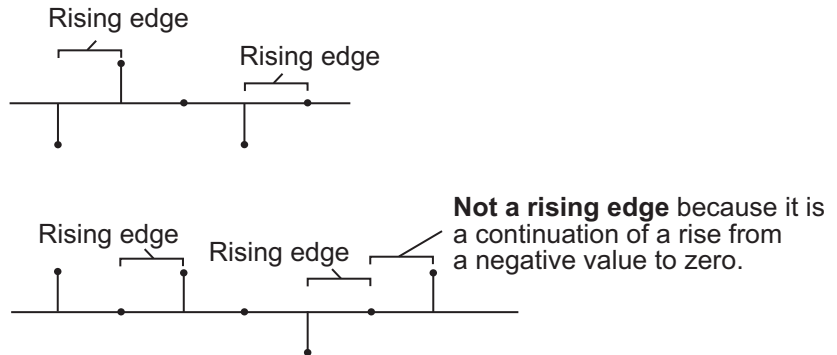 Rising edge
Rising edge
Rising edge
Rising edge
Not a rising edge because it is
a continuation of a rise from
a negative value to zero.